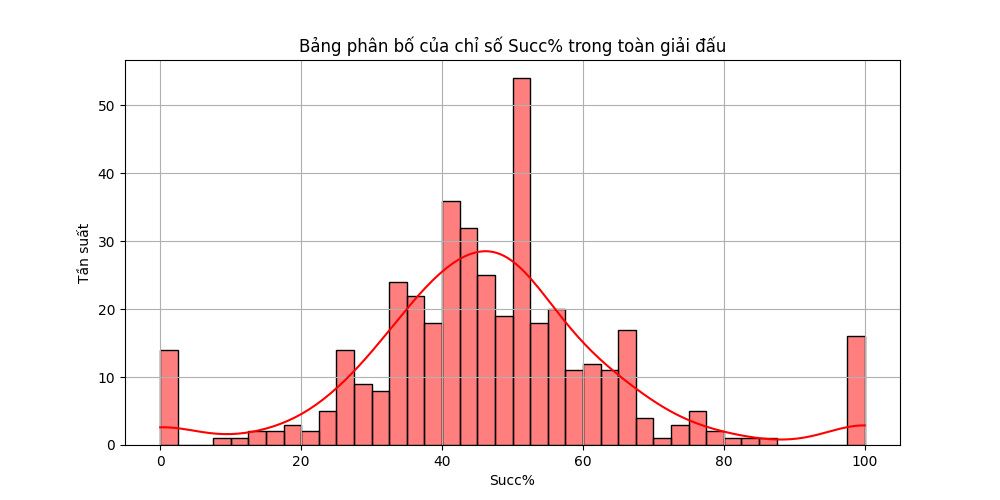 Bảng phân bố của chỉ số Succ% trong toàn giải đấu
Tần suất
50
40
30
20
10
0
0 20 40 60 80 100
Succ%